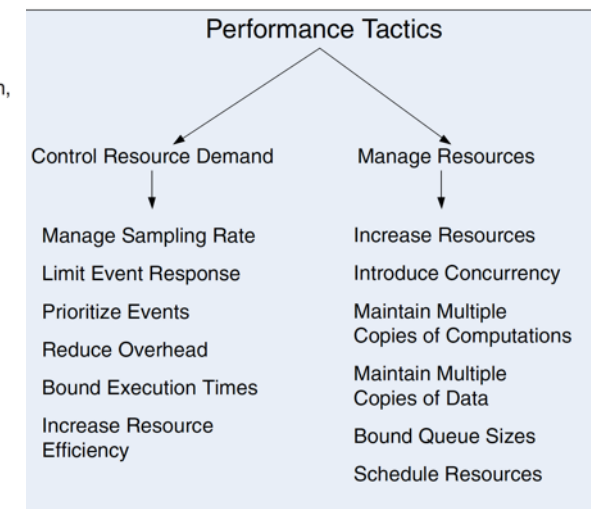 Performance Tactics
Control Resource Demand
Manage Sampling Rate
Limit Event Response
Prioritize Events
Reduce Overhead
Bound Execution Times
Increase Resource
Efficiency
Manage Resources
Increase Resources
Introduce Concurrency
Maintain Multiple
Copies of Computations
Maintain Multiple
Copies of Data
Bound Queue Sizes
Schedule Resources